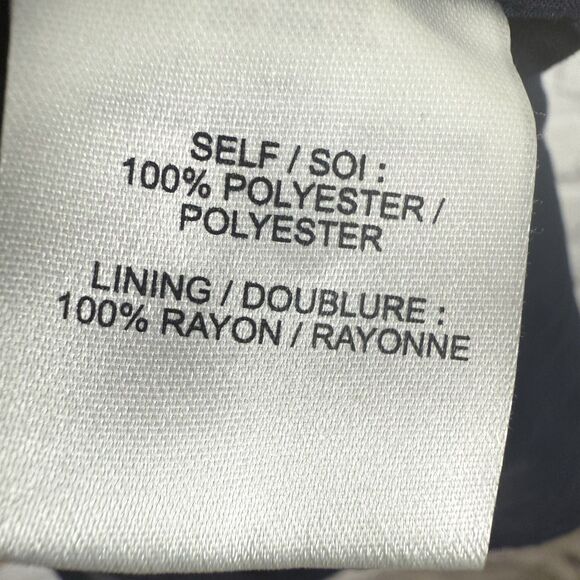 SELF / SOI :
100% POLYESTER /
POLYESTER
LINING / DOUBLURE :
100% RAYON / RAYONNE